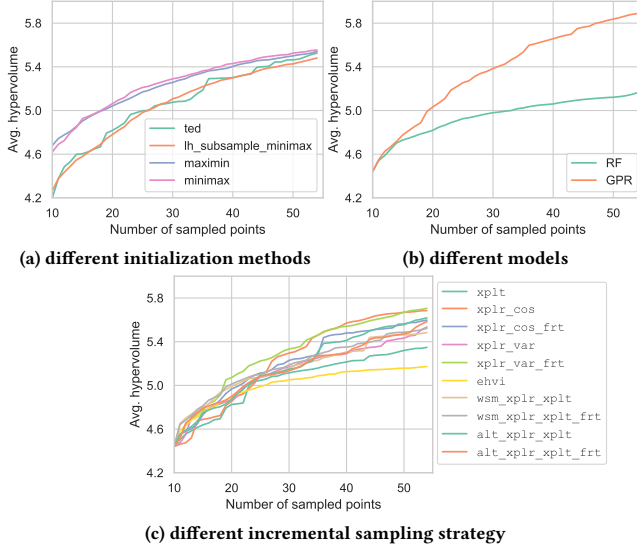 5.8
5.4
5.0
4.6
4.2
Avg. hypervolume
ted
lh_subsample_minimax
maximin
minimax
10 20 30 40 50
Number of sampled points
(a) different initialization methods
5.8
5.4
5.0
4.6
4.2
Avg. hypervolume
RF
GPR
10 20 30 40 50
Number of sampled points
(b) different models
5.8
5.4
5.0
4.6
4.2
Avg. hypervolume
10 20 30 40 50
Number of sampled points
xplt
xplr_cos
xplr_cos_frt
xplr_var
xplr_var_frt
ehvi
wsm_xplr_xplt
wsm_xplr_xplt_frt
alt_xplr_xplt
alt_xplr_xplt_frt
(c) different incremental sampling strategy